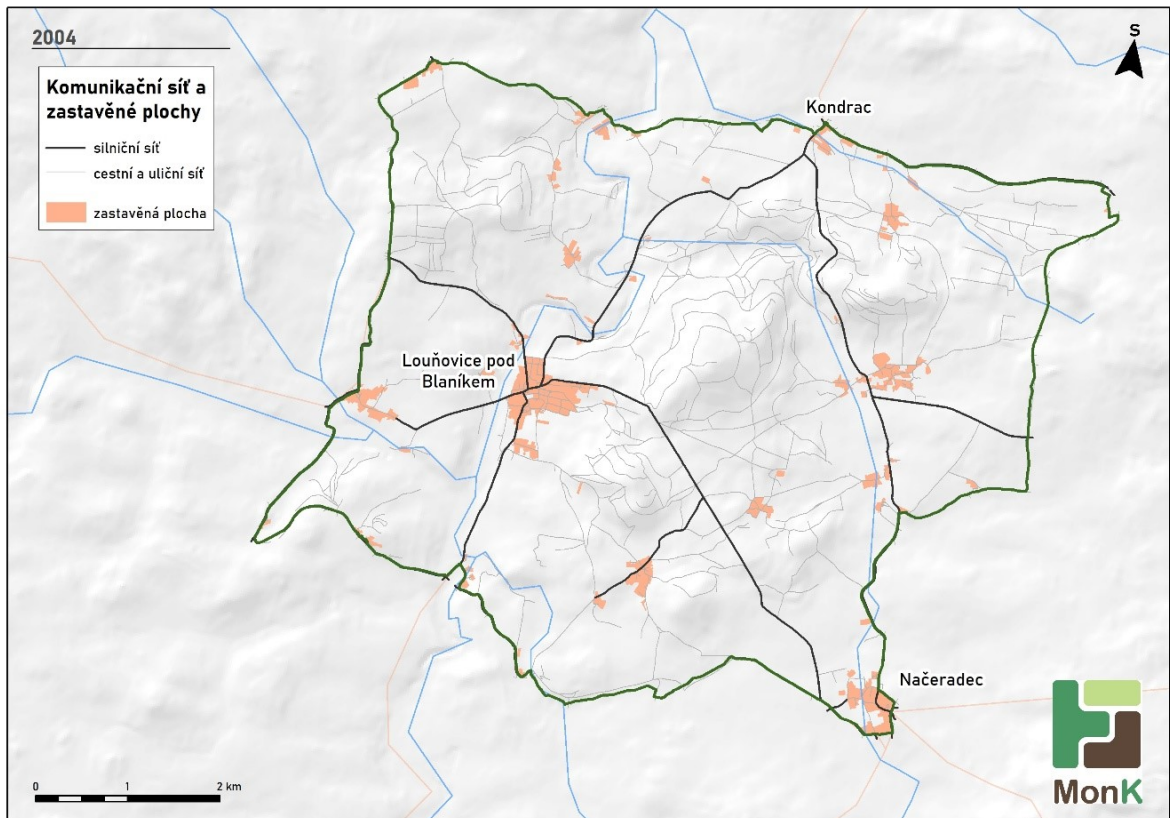 2004
Komunikační síť a
zastavěné plochy
silniční síť
cestní a uliční síť
zastavěná plocha
S
Kondrac
Louňovice pod
Blaníkem
Načeradec
0 1 2 km
MonK